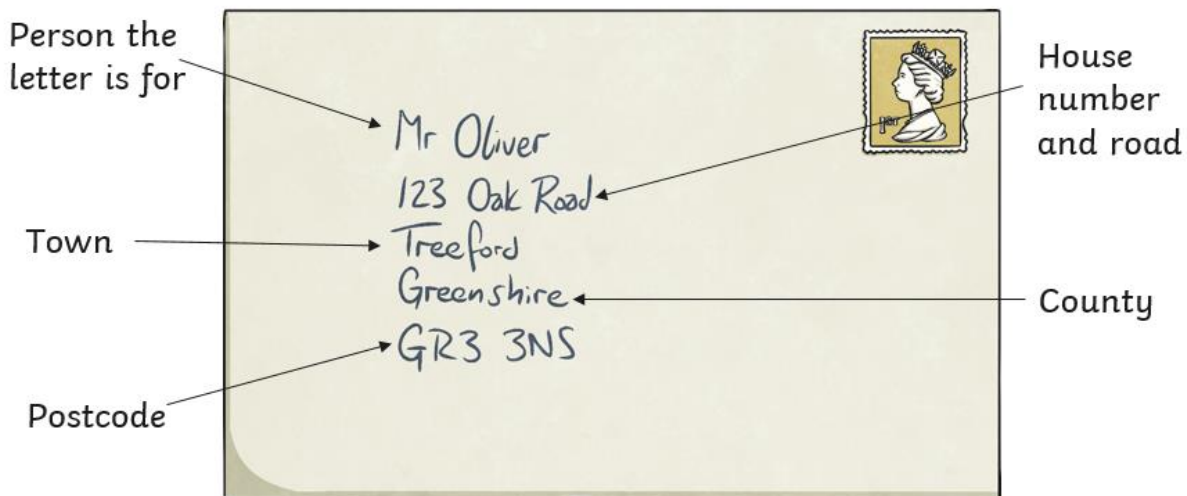 Person the
letter is for
Mr Oliver
123 Oak Road
Treeford
Greenshire
GR3 3NS
1st
House
number
and road
Town
County
Postcode